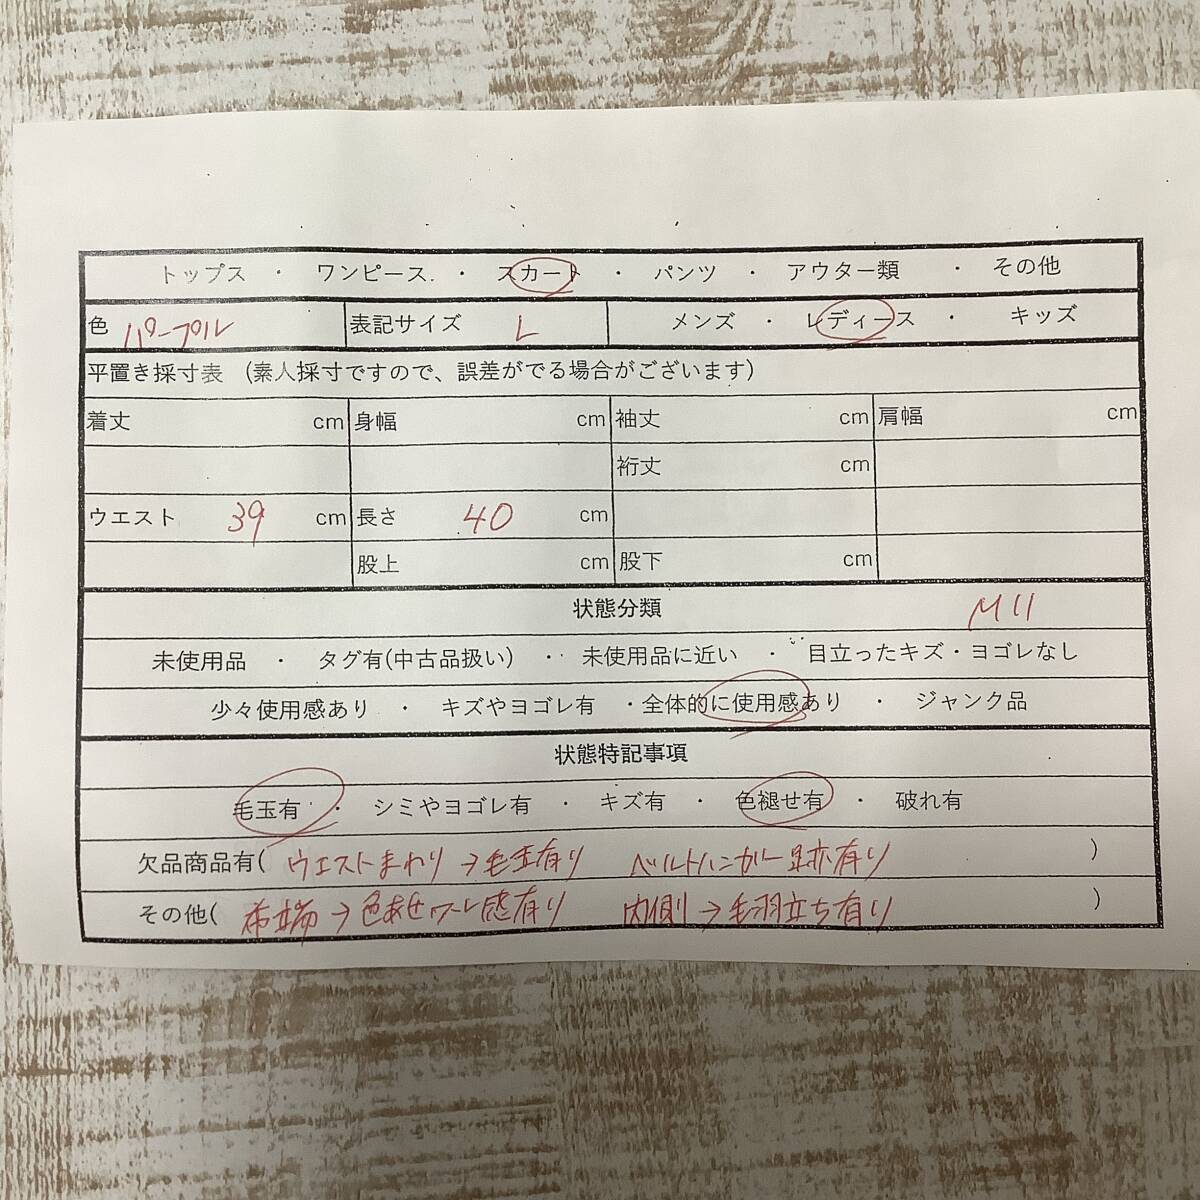 トップス ・ ワンピース. ・ スカート ・ パンツ ・ アウター類 ・ その他
色 パープル 表記サイズ L メンズ ・ レディース ・ キッズ
平置き採寸表 (素人採寸ですので、誤差がでる場合がございます)
着丈 cm 身幅 cm 袖丈 cm 肩幅 cm
裄丈 cm
ウエスト 39 cm 長さ 40 cm
股上 cm 股下 cm
状態分類 M11
未使用品 ・ タグ有(中古品扱い) ・ 未使用品に近い ・ 目立ったキズ・ヨゴレなし
少々使用感あり ・ キズやヨゴレ有 ・全体的に使用感あり ・ ジャンク品
状態特記事項
毛玉有 ・ シミやヨゴレ有 ・ キズ有 ・ 色褪せ有 ・ 破れ有
欠品商品有( ウエストまわり→毛玉有り ベルトハンガー跡有り )
その他( 布端→色あせ 感有り 内側→毛羽立ち有り )